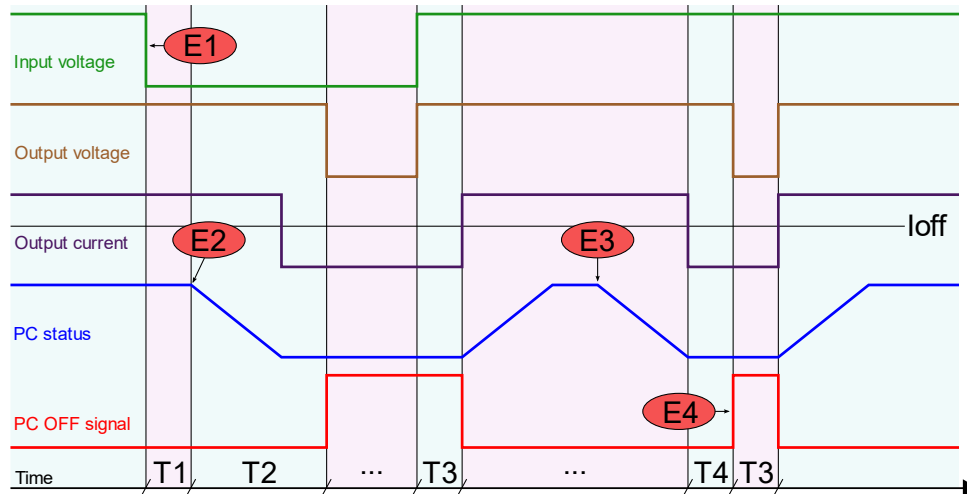 E1
Input voltage
Output voltage
Ioff
E2
E3
Output current
PC status
E4
PC OFF signal
Time
T1
T2
...
T3
...
T4
T3